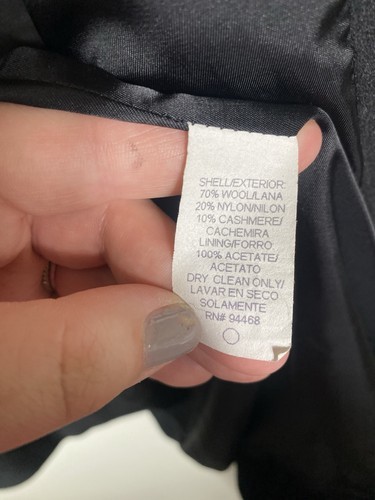 SHELL/EXTERIOR:
70% WOOL/LANA
20% NYLON/NILON
10% CASHMERE/
CACHEMIRA
LINING/FORRO
100% ACETATE/
ACETATO
DRY CLEAN ONLY/
LAVAR EN SECO
SOLAMENTE
RN# 94468